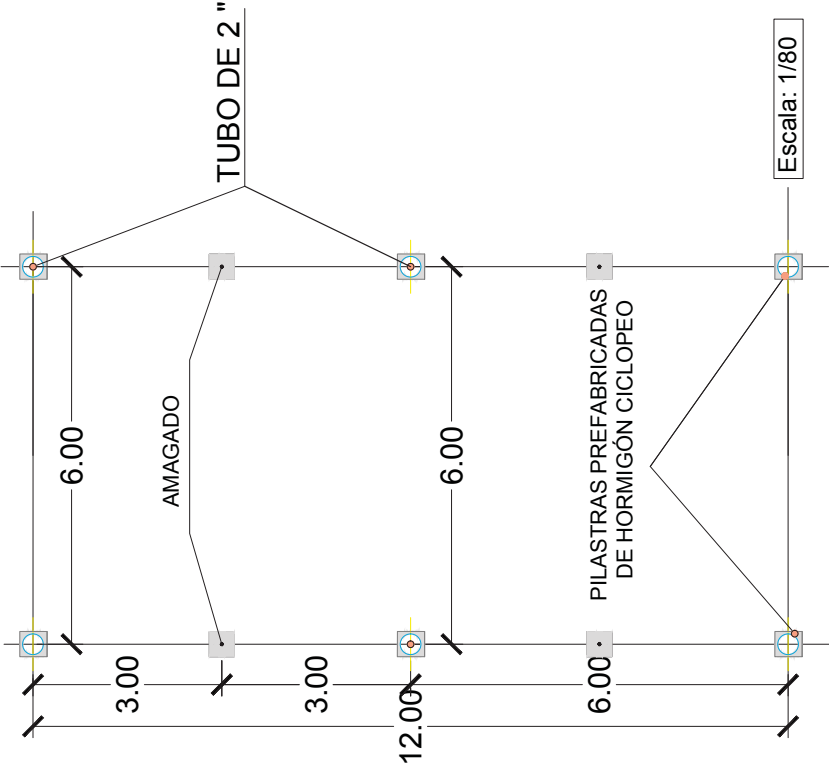 TUBO DE 2 "
Escala: 1/80
6.00
AMAGADO
6.00
PILASTRAS PREFABRICADAS
DE HORMIGÓN CICLOPEO
3.00
3.00
6.00
12.00